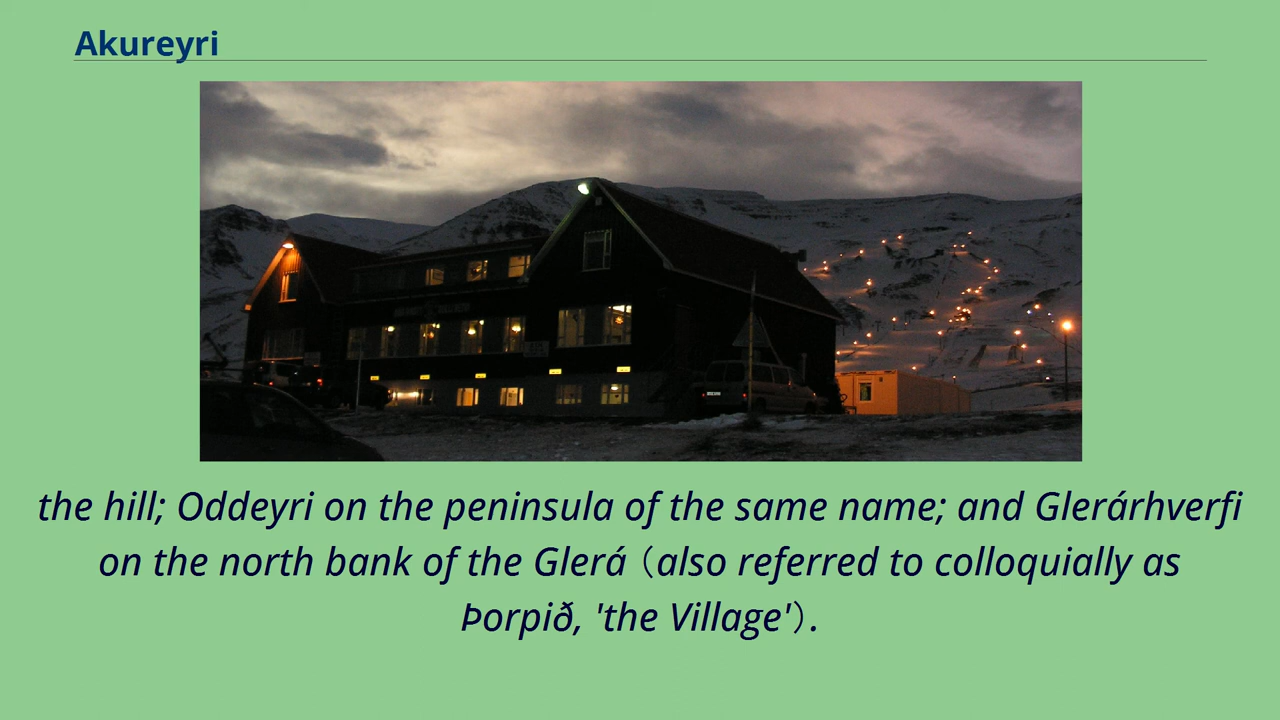 Akureyri
the hill; Oddeyri on the peninsula of the same name; and Glerárhverfi
on the north bank of the Glerá（also referred to colloquially as
Þorpið, 'the Village'）.